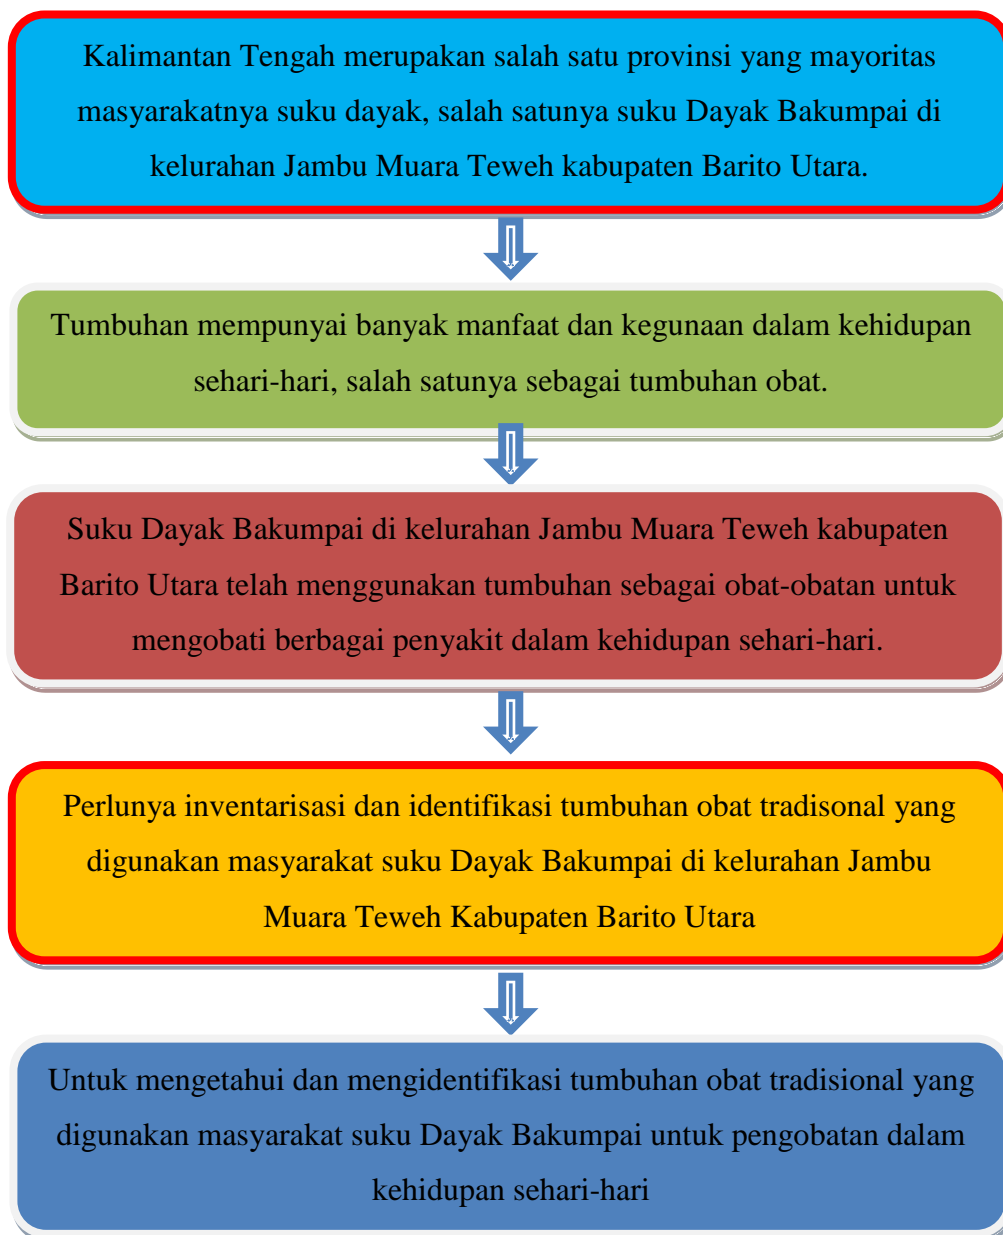 Kalimantan Tengah merupakan salah satu provinsi yang mayoritas
masyarakatnya suku dayak, salah satunya suku Dayak Bakumpai di
kelurahan Jambu Muara Teweh kabupaten Barito Utara.
Tumbuhan mempunyai banyak manfaat dan kegunaan dalam kehidupan
sehari-hari, salah satunya sebagai tumbuhan obat.
Suku Dayak Bakumpai di kelurahan Jambu Muara Teweh kabupaten
Barito Utara telah menggunakan tumbuhan sebagai obat-obatan untuk
mengobati berbagai penyakit dalam kehidupan sehari-hari.
Perlunya inventarisasi dan identifikasi tumbuhan obat tradisonal yang
digunakan masyarakat suku Dayak Bakumpai di kelurahan Jambu
Muara Teweh Kabupaten Barito Utara
Untuk mengetahui dan mengidentifikasi tumbuhan obat tradisional yang
digunakan masyarakat suku Dayak Bakumpai untuk pengobatan dalam
kehidupan sehari-hari